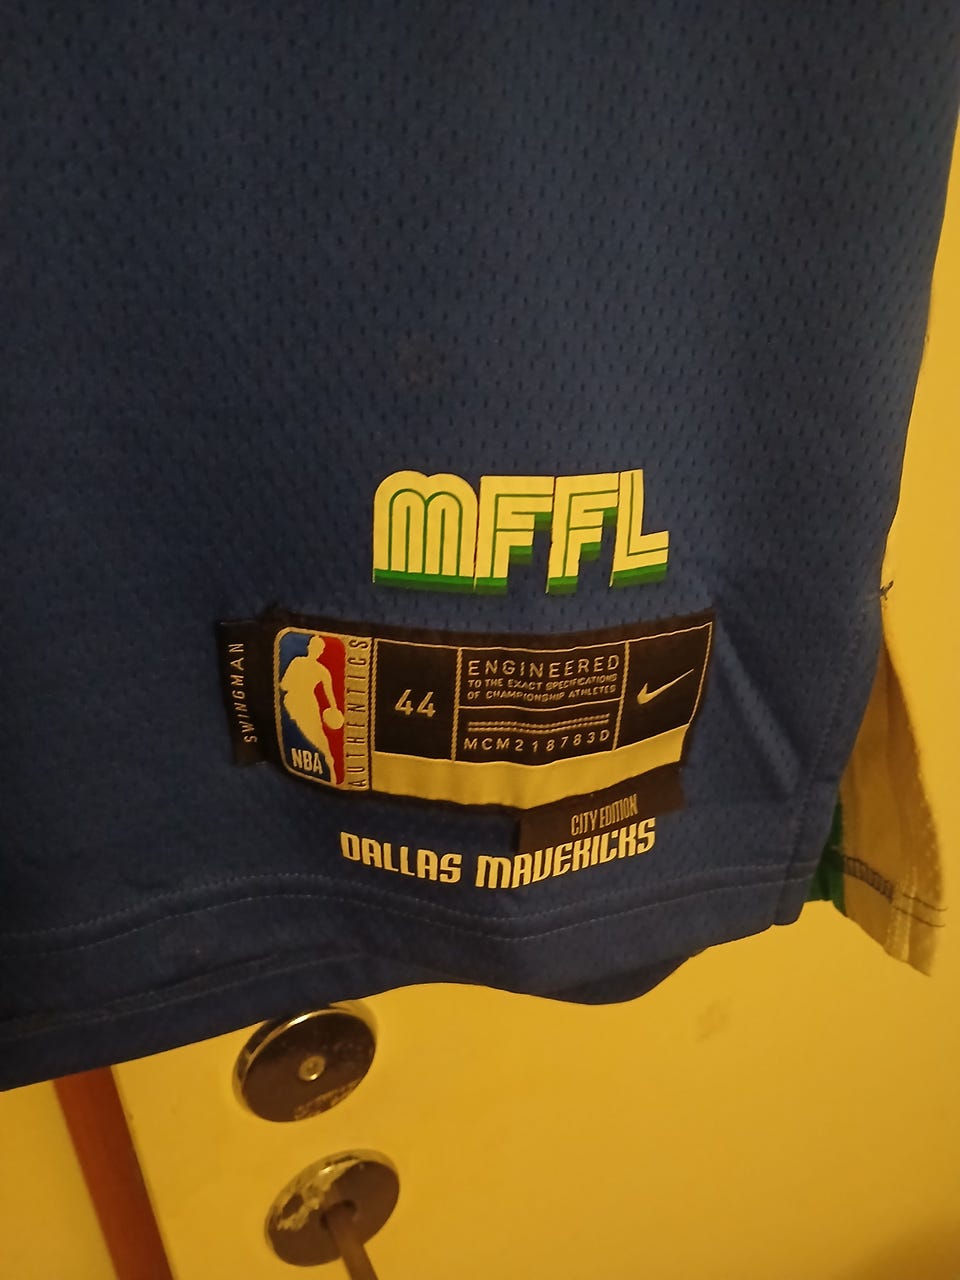 MFFL
SWINGMAN
NBA
AUTHENTICS
44
ENGINEERED
TO THE EXACT SPECIFICATIONS
OF CHAMPIONSHIP ATHLETES
MCM218783D
CITY EDITION
DALLAS MAVERICKS